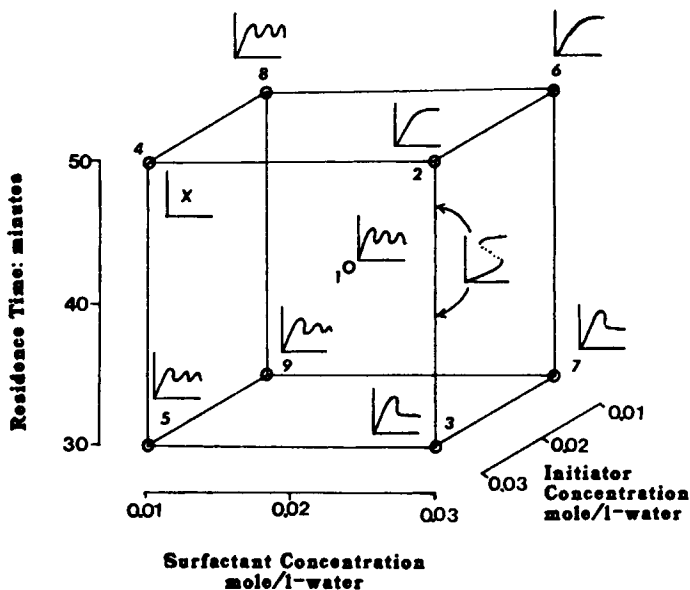 8
6
4
50
2
X
40
1
9
7
5
3
30
0.01
0.02
0.03
0.01
0.02
0.03
Residence Time: minutes
Initiator
Concentration
mole/l-water
Surfactant Concentration
mole/l-water